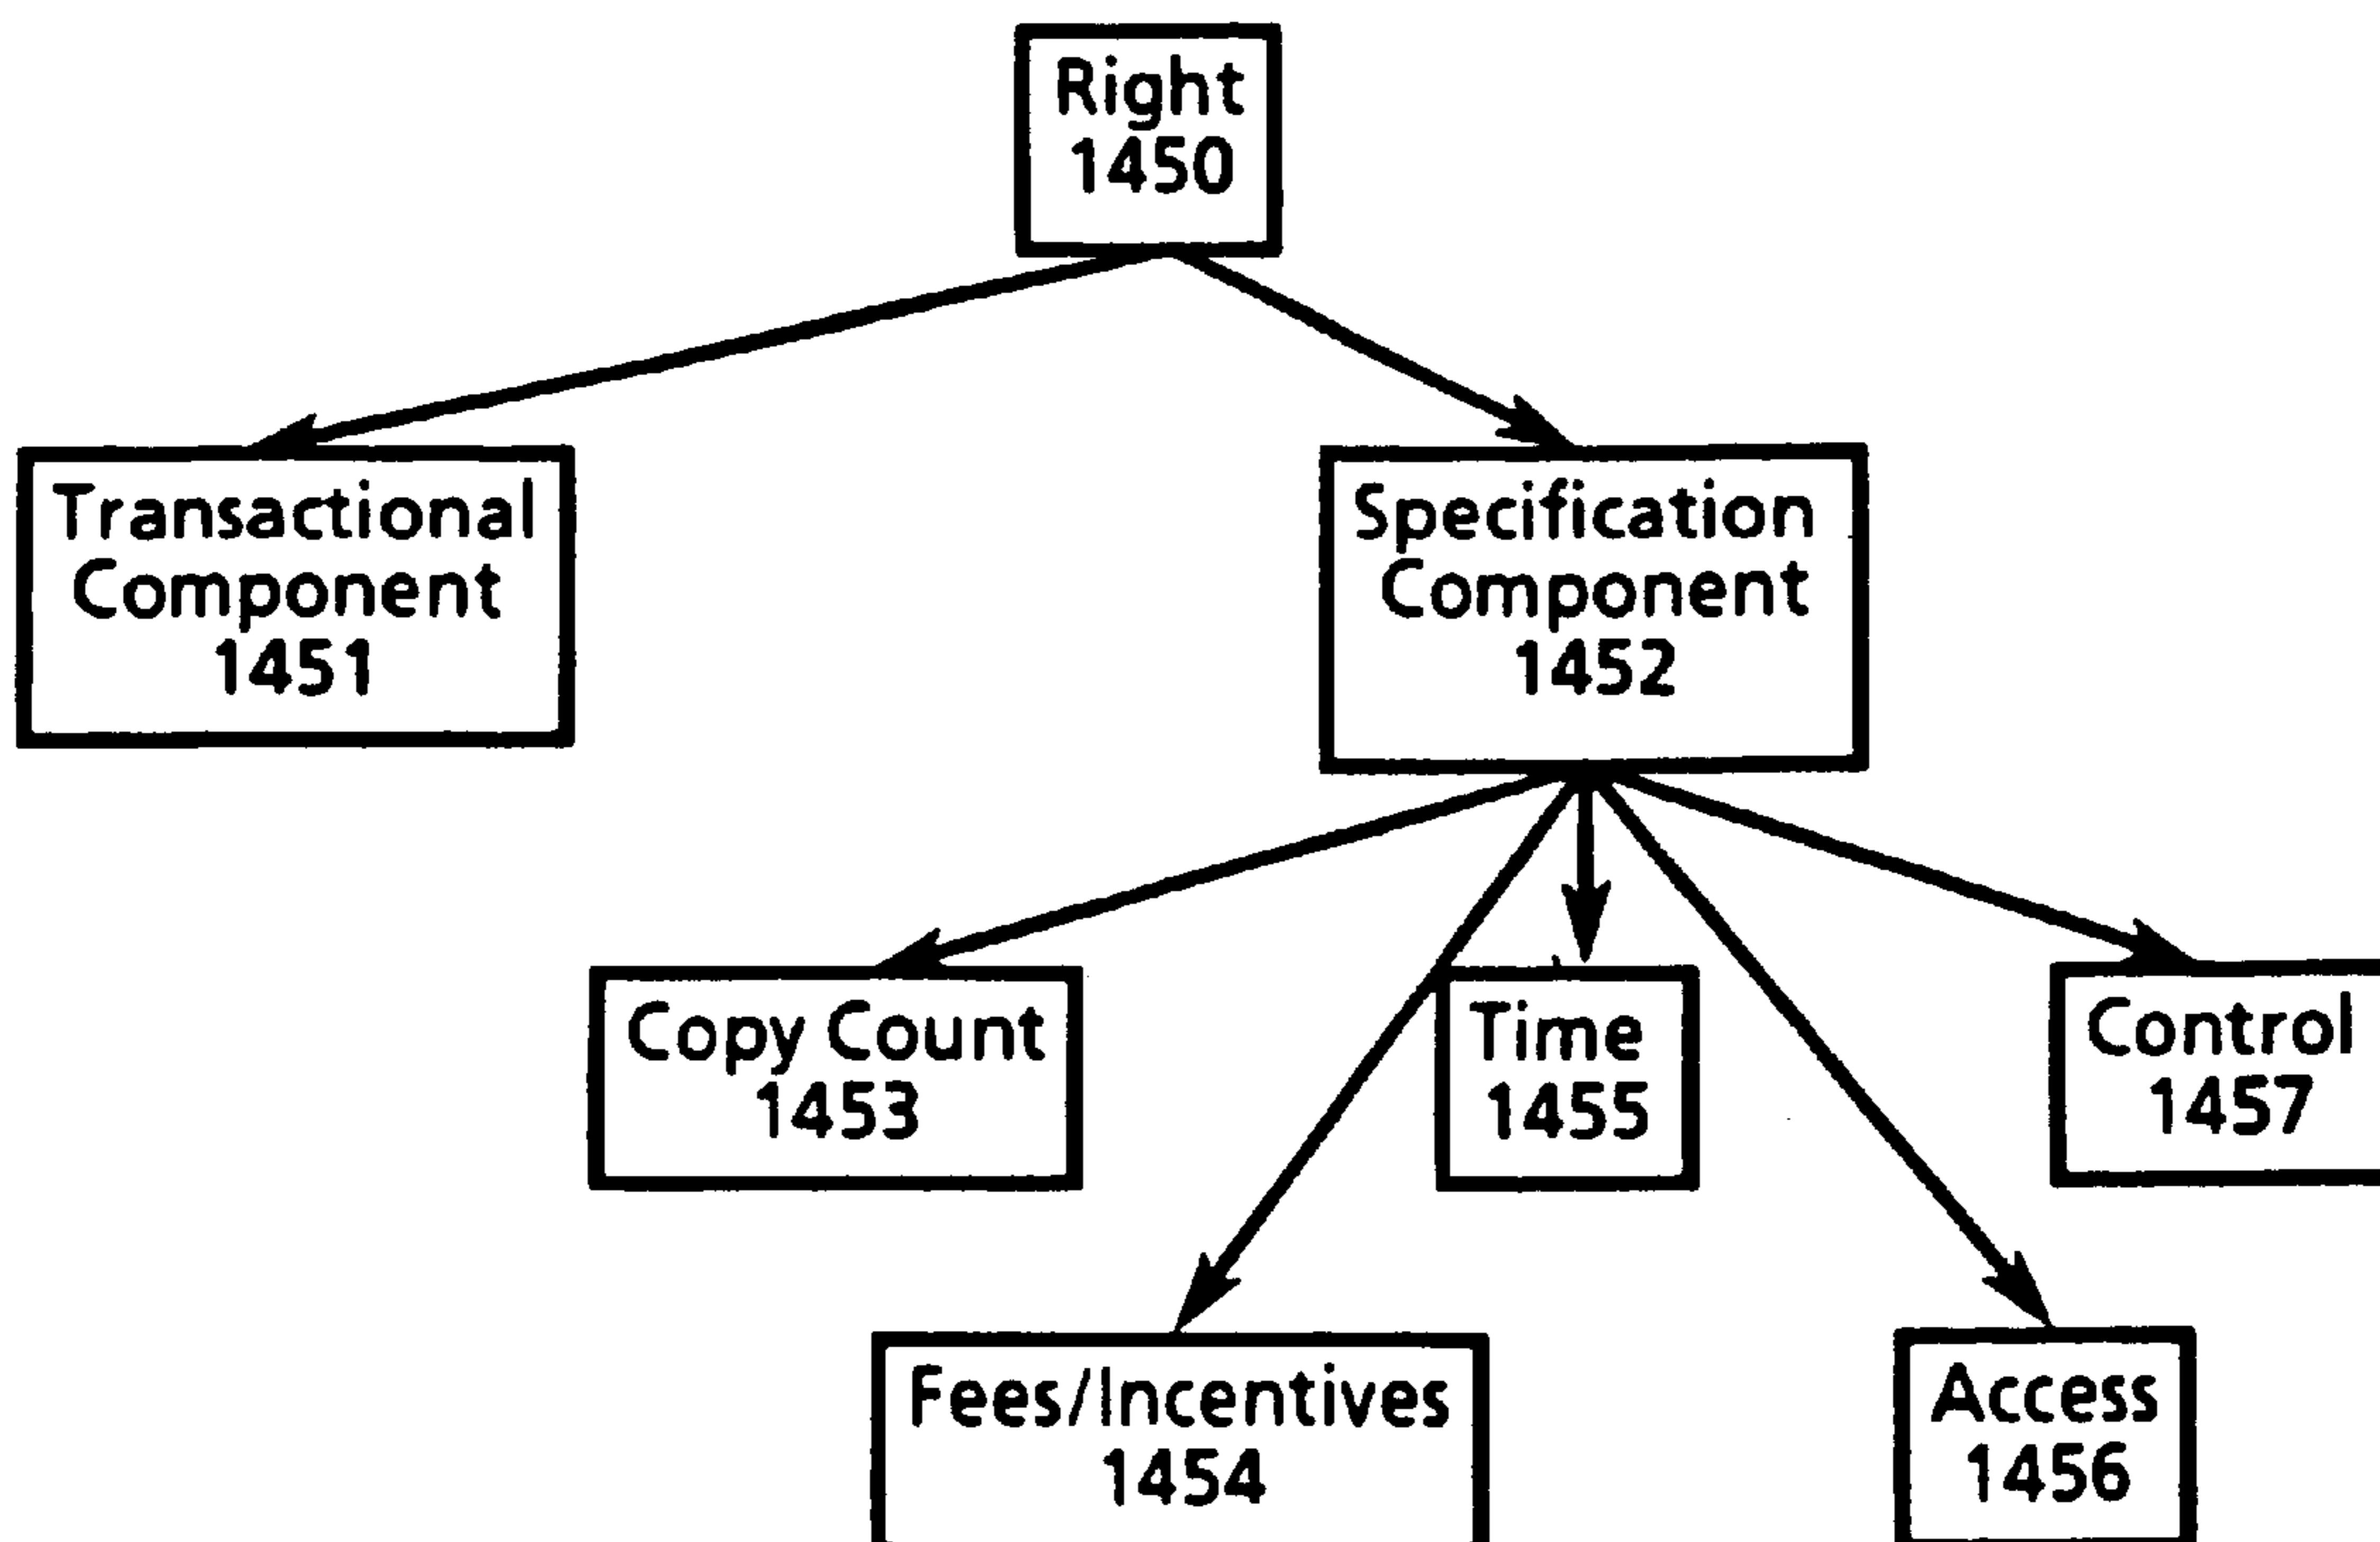 Right
1450
Transactional
Component
1451
Specification
Component
1452
Copy Count
1453
Time
1455
Control
1457
Fees/Incentives
1454
Access
1456